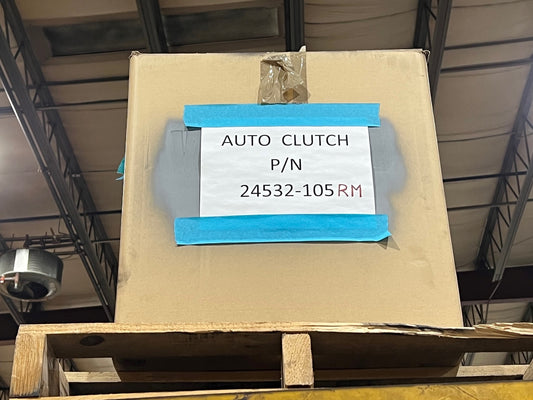 AUTO CLUTCH
P/N
24532-105RM